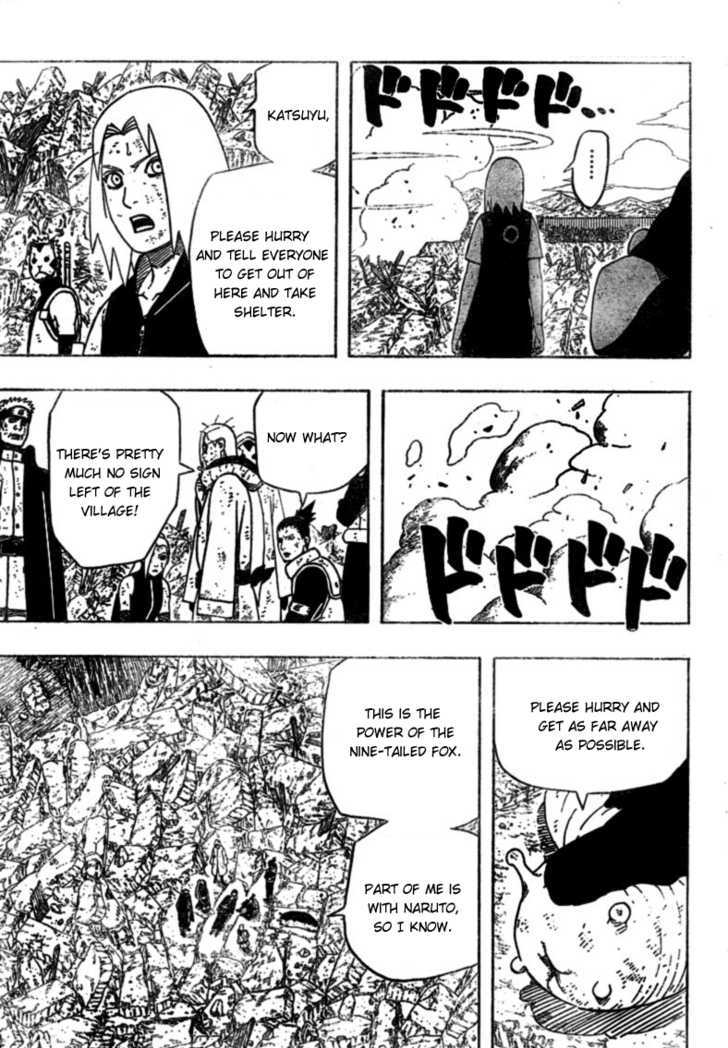 ドドドド...
......
KATSUYU,
PLEASE HURRY
AND TELL EVERYONE
TO GET OUT OF
HERE AND TAKE
SHELTER.
ドドドド
NOW WHAT?
THERE'S PRETTY
MUCH NO SIGN
LEFT OF THE
VILLAGE!
PLEASE HURRY AND
GET AS FAR AWAY
AS POSSIBLE.
THIS IS THE
POWER OF THE
NINE-TAILED FOX.
PART OF ME IS
WITH NARUTO,
SO I KNOW.